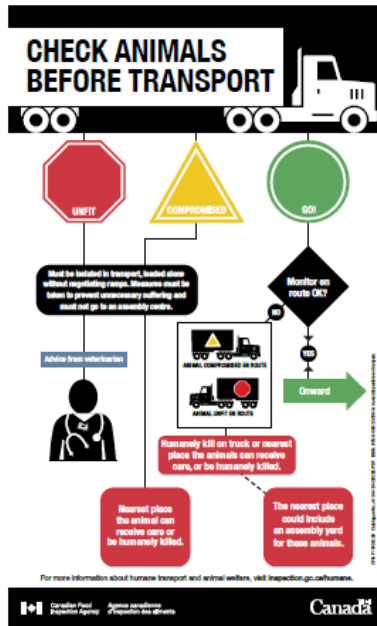 CHECK ANIMALS
BEFORE TRANSPORT
UNFIT
COMPROMISED
GO!
Must be isolated in transport, loaded alone
without negotiating ramps. Measures must be
taken to prevent unnecessary suffering and
must not go to an assembly centre.
Monitor en
route OK?
NO
YES
Advice from veterinarian
ANIMAL COMPROMISED EN ROUTE
ANIMAL UNFIT EN ROUTE
Onward
Humanely kill on truck or nearest
place the animals can receive
care, or be humanely killed.
Nearest place
the animal can
receive care or
be humanely killed.
The nearest place
could include
an assembly yard
for these animals.
For more information about humane transport and animal welfare, visit inspection.gc.ca/humane.
Canadian Food
Inspection Agency
Agence canadienne
d'inspection des aliments
Canada